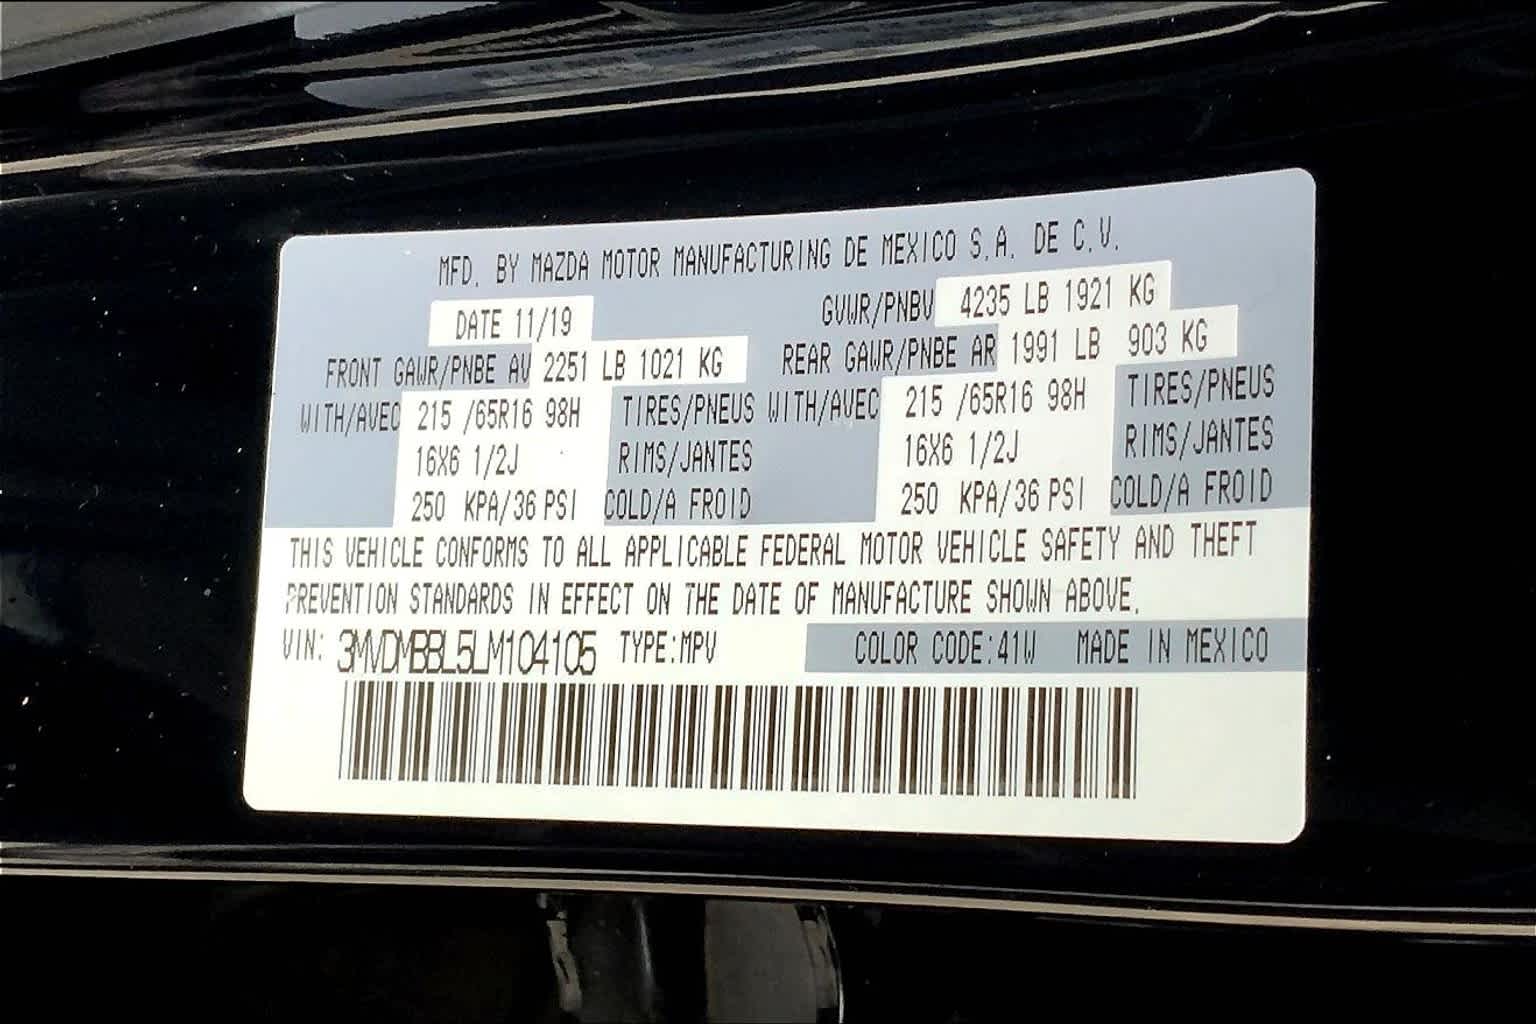 MFD. BY MAZDA MOTOR MANUFACTURING DE MEXICO S.A. DE C.V.
DATE 11/19 GVWR/PNBV 4235 LB 1921 KG
FRONT GAWR/PNBE AV 2251 LB 1021 KG REAR GAWR/PNBE AR 1991 LB 903 KG
WITH/AVEC 215 /65R16 98H TIRES/PNEUS WITH/AVEC 215 /65R16 98H TIRES/PNEUS
16X6 1/2J RIMS/JANTES 16X6 1/2J RIMS/JANTES
250 KPA/36 PSI COLD/A FROID 250 KPA/36 PSI COLD/A FROID
THIS VEHICLE CONFORMS TO ALL APPLICABLE FEDERAL MOTOR VEHICLE SAFETY AND THEFT
PREVENTION STANDARDS IN EFFECT ON THE DATE OF MANUFACTURE SHOWN ABOVE.
VIN: 3MVDMBBL5LM104105 TYPE:MPV COLOR CODE:41W MADE IN MEXICO